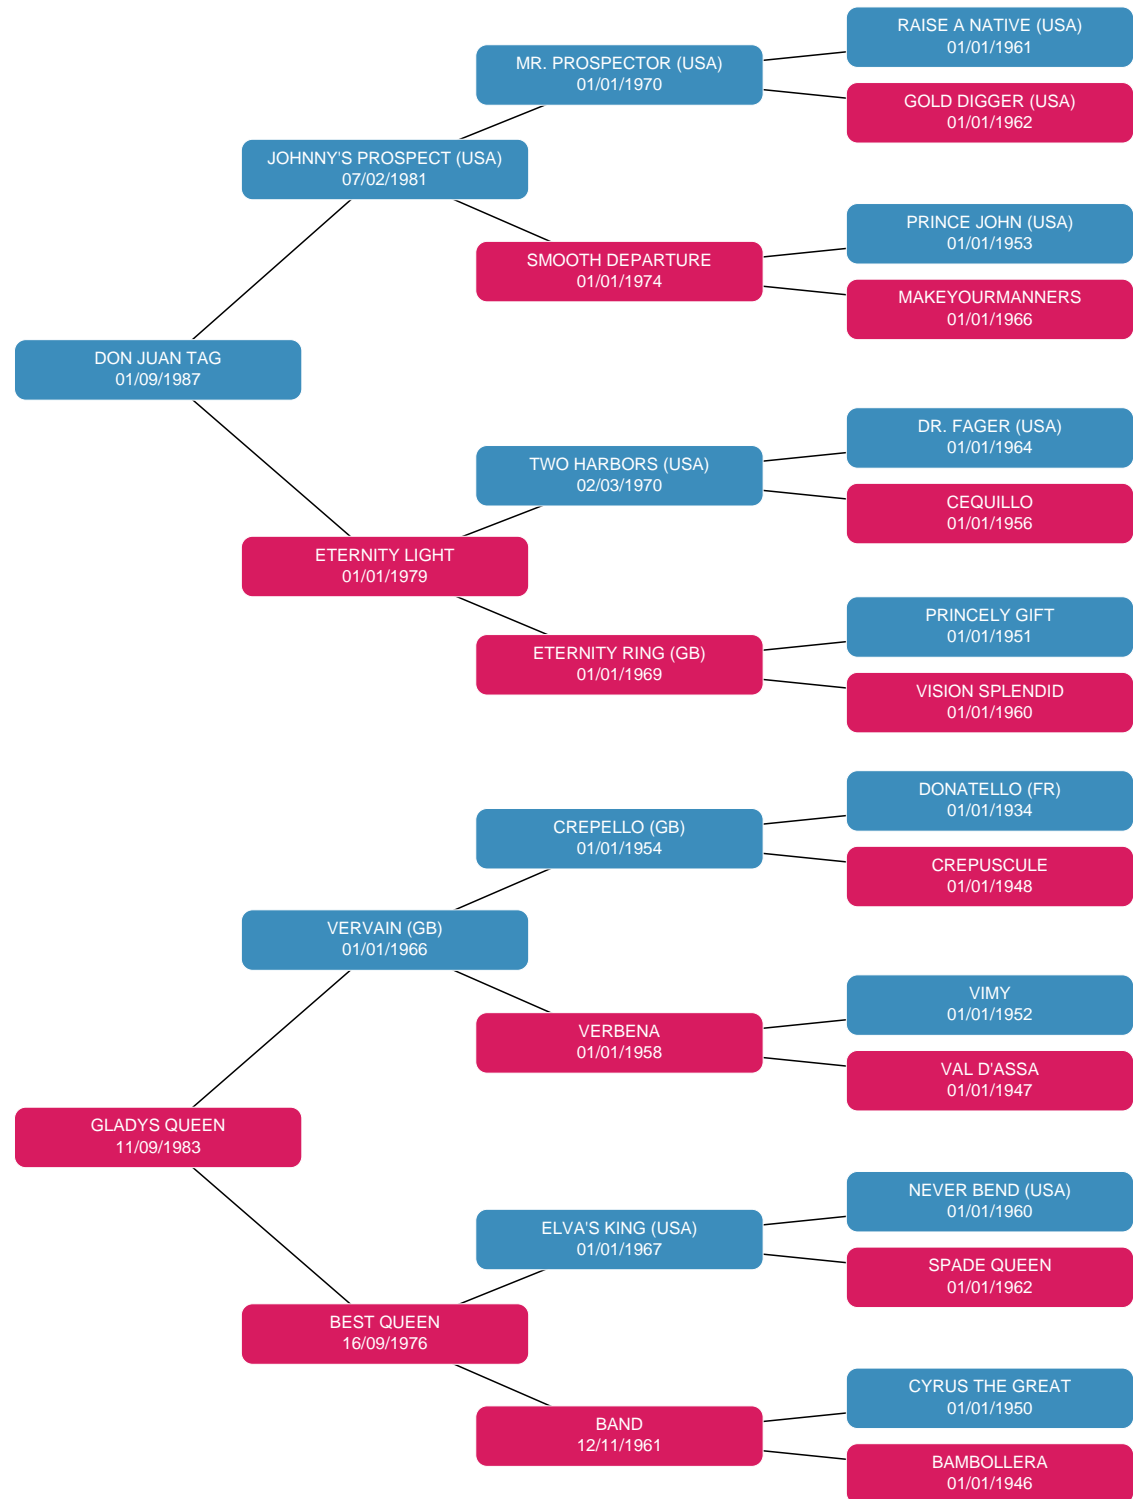 RAISE A NATIVE (USA)
01/01/1961
MR. PROSPECTOR (USA)
01/01/1970
GOLD DIGGER (USA)
01/01/1962
JOHNNY'S PROSPECT (USA)
07/02/1981
PRINCE JOHN (USA)
01/01/1953
SMOOTH DEPARTURE
01/01/1974
MAKEYOURMANNERS
01/01/1966
DON JUAN TAG
01/09/1987
DR. FAGER (USA)
01/01/1964
TWO HARBORS (USA)
02/03/1970
CEQUILLO
01/01/1956
ETERNITY LIGHT
01/01/1979
PRINCELY GIFT
01/01/1951
ETERNITY RING (GB)
01/01/1969
VISION SPLENDID
01/01/1960
DONATELLO (FR)
01/01/1934
CREPELLO (GB)
01/01/1954
CREPUSCULE
01/01/1948
VERVAIN (GB)
01/01/1966
VIMY
01/01/1952
VERBENA
01/01/1958
VAL D'ASSA
01/01/1947
GLADYS QUEEN
11/09/1983
NEVER BEND (USA)
01/01/1960
ELVA'S KING (USA)
01/01/1967
SPADE QUEEN
01/01/1962
BEST QUEEN
16/09/1976
CYRUS THE GREAT
01/01/1950
BAND
12/11/1961
BAMBOLLERA
01/01/1946